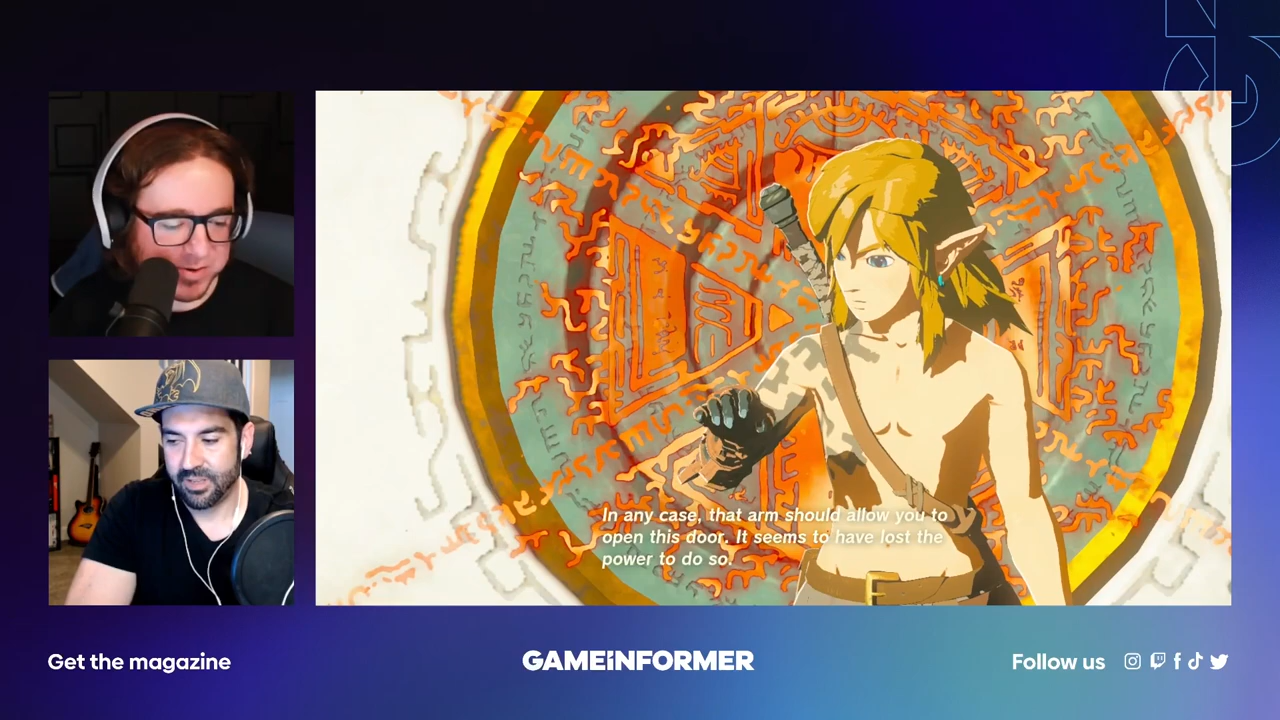 In any case, that arm should allow you to
open this door. It seems to have lost the
power to do so.
Get the magazine
GAMEINFORMER
Follow us